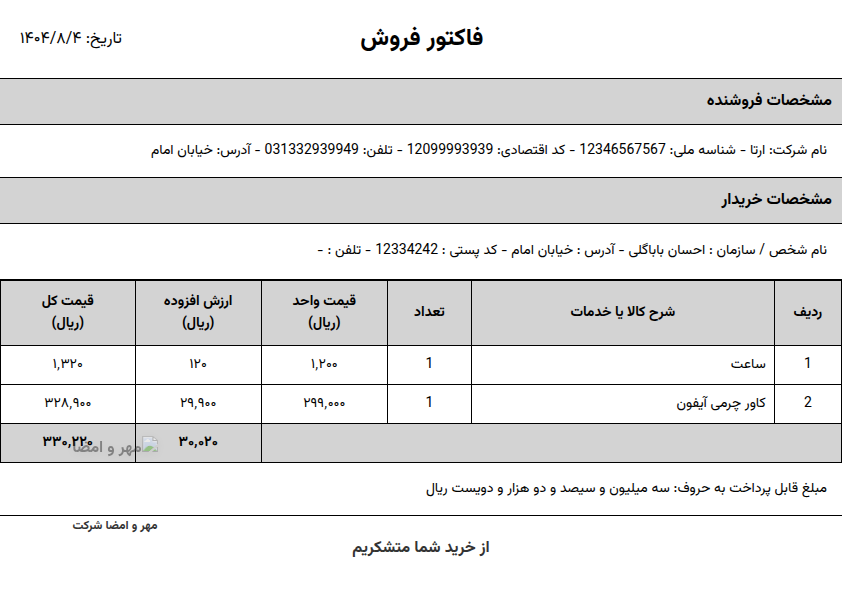 فاکتور فروش
تاریخ: ۱۴۰۴/۸/۴
مشخصات فروشنده
نام شرکت: ارتا - شناسه ملی: 12346567567 - کد اقتصادی: 12099993939 - تلفن: 031332939949 - آدرس: خیابان امام
مشخصات خریدار
نام شخص / سازمان : احسان باباگلی - آدرس : خیابان امام - کد پستی : 12334242 - تلفن : -
ردیف شرح کالا یا خدمات تعداد قیمت واحد (ریال) ارزش افزوده (ریال) قیمت کل (ریال)
1 ساعت 1 ۱,۲۰۰ ۱۲۰ ۱,۳۲۰
2 کاور چرمی آیفون 1 ۲۹۹,۰۰۰ ۲۹,۹۰۰ ۳۲۸,۹۰۰
۳۰,۰۲۰ ۳۳۰,۲۲۰
مهر و امضا
مبلغ قابل پرداخت به حروف: سه میلیون و سیصد و دو هزار و دویست ریال
مهر و امضا شرکت
از خرید شما متشکریم